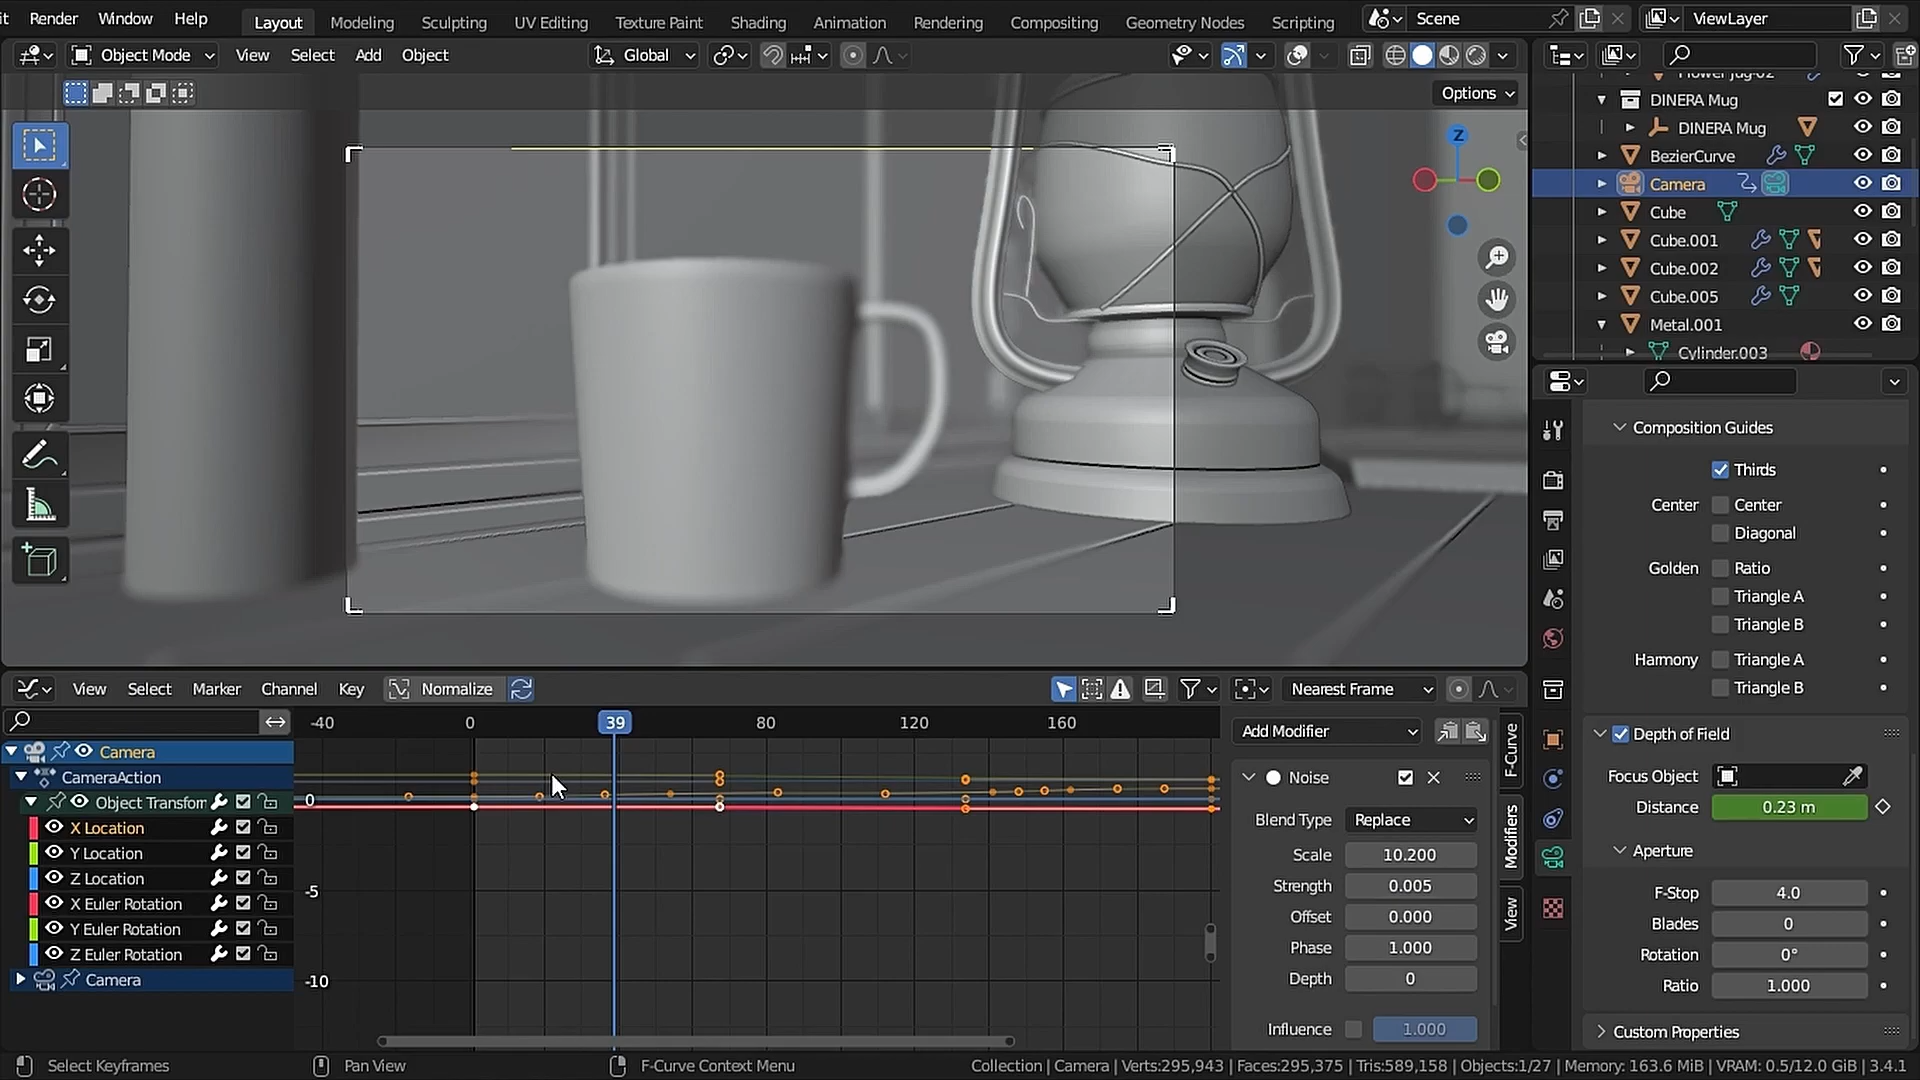 it Render Window Help Layout Modeling Sculpting UV Editing Texture Paint Shading Animation Rendering Compositing Geometry Nodes Scripting Scene ViewLayer
Object Mode View Select Add Object Global
Options
Z
Flower jug-02
DINERA Mug
DINERA Mug
BezierCurve
Camera
Cube
Cube.001
Cube.002
Cube.005
Metal.001
Cylinder.003
Composition Guides
Thirds
Center Center
Diagonal
Golden Ratio
Triangle A
Triangle B
Harmony Triangle A
Triangle B
Depth of Field
Focus Object
Distance 0.23 m
Aperture
F-Stop 4.0
Blades 0
Rotation 0°
Ratio 1.000
Custom Properties
View Select Marker Channel Key Normalize Nearest Frame
-40 0 39 80 120 160
Camera
CameraAction
Object Transfom
X Location
Y Location
Z Location
X Euler Rotation
Y Euler Rotation
Z Euler Rotation
Camera
0
-5
-10
Add Modifier
Noise
Blend Type Replace
Scale 10.200
Strength 0.005
Offset 0.000
Phase 1.000
Depth 0
Influence 1.000
F-Curve
Modifiers
View
Select Keyframes Pan View F-Curve Context Menu Collection | Camera | Verts:295,943 | Faces:295,375 | Tris:589,158 | Objects:1/27 | Memory: 163.6 MiB | VRAM: 0.5/12.0 GiB | 3.4.1